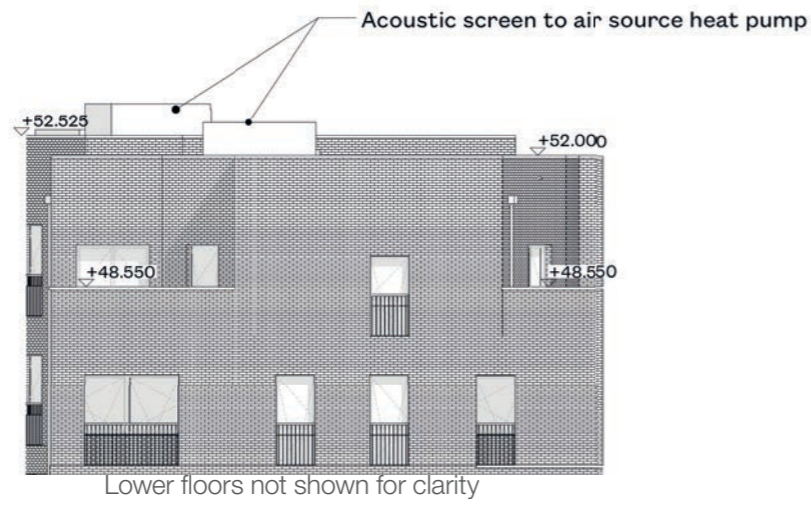 Acoustic screen to air source heat pump
+52.525
+52.000
+48.550
+48.550
Lower floors not shown for clarity